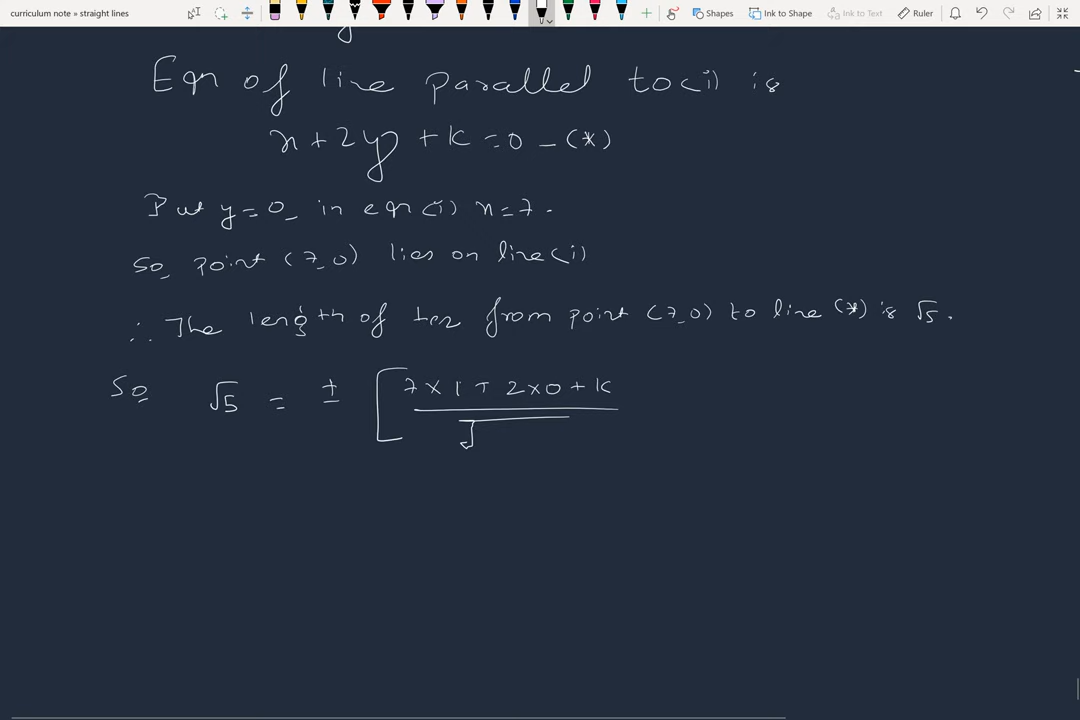 curriculum note » straight lines
Shapes Ink to Shape Ink to Text Ruler
Eqn of line parallel to (i) is
x + 2y + k = 0 – (*)
Put y = 0 in eqn (i) x = 7.
So point (7, 0) lies on line (i)
∴ The length of from point (7, 0) to line (*) is √5.
So √5 = ± [ 7 × 1 + 2 × 0 + k
√